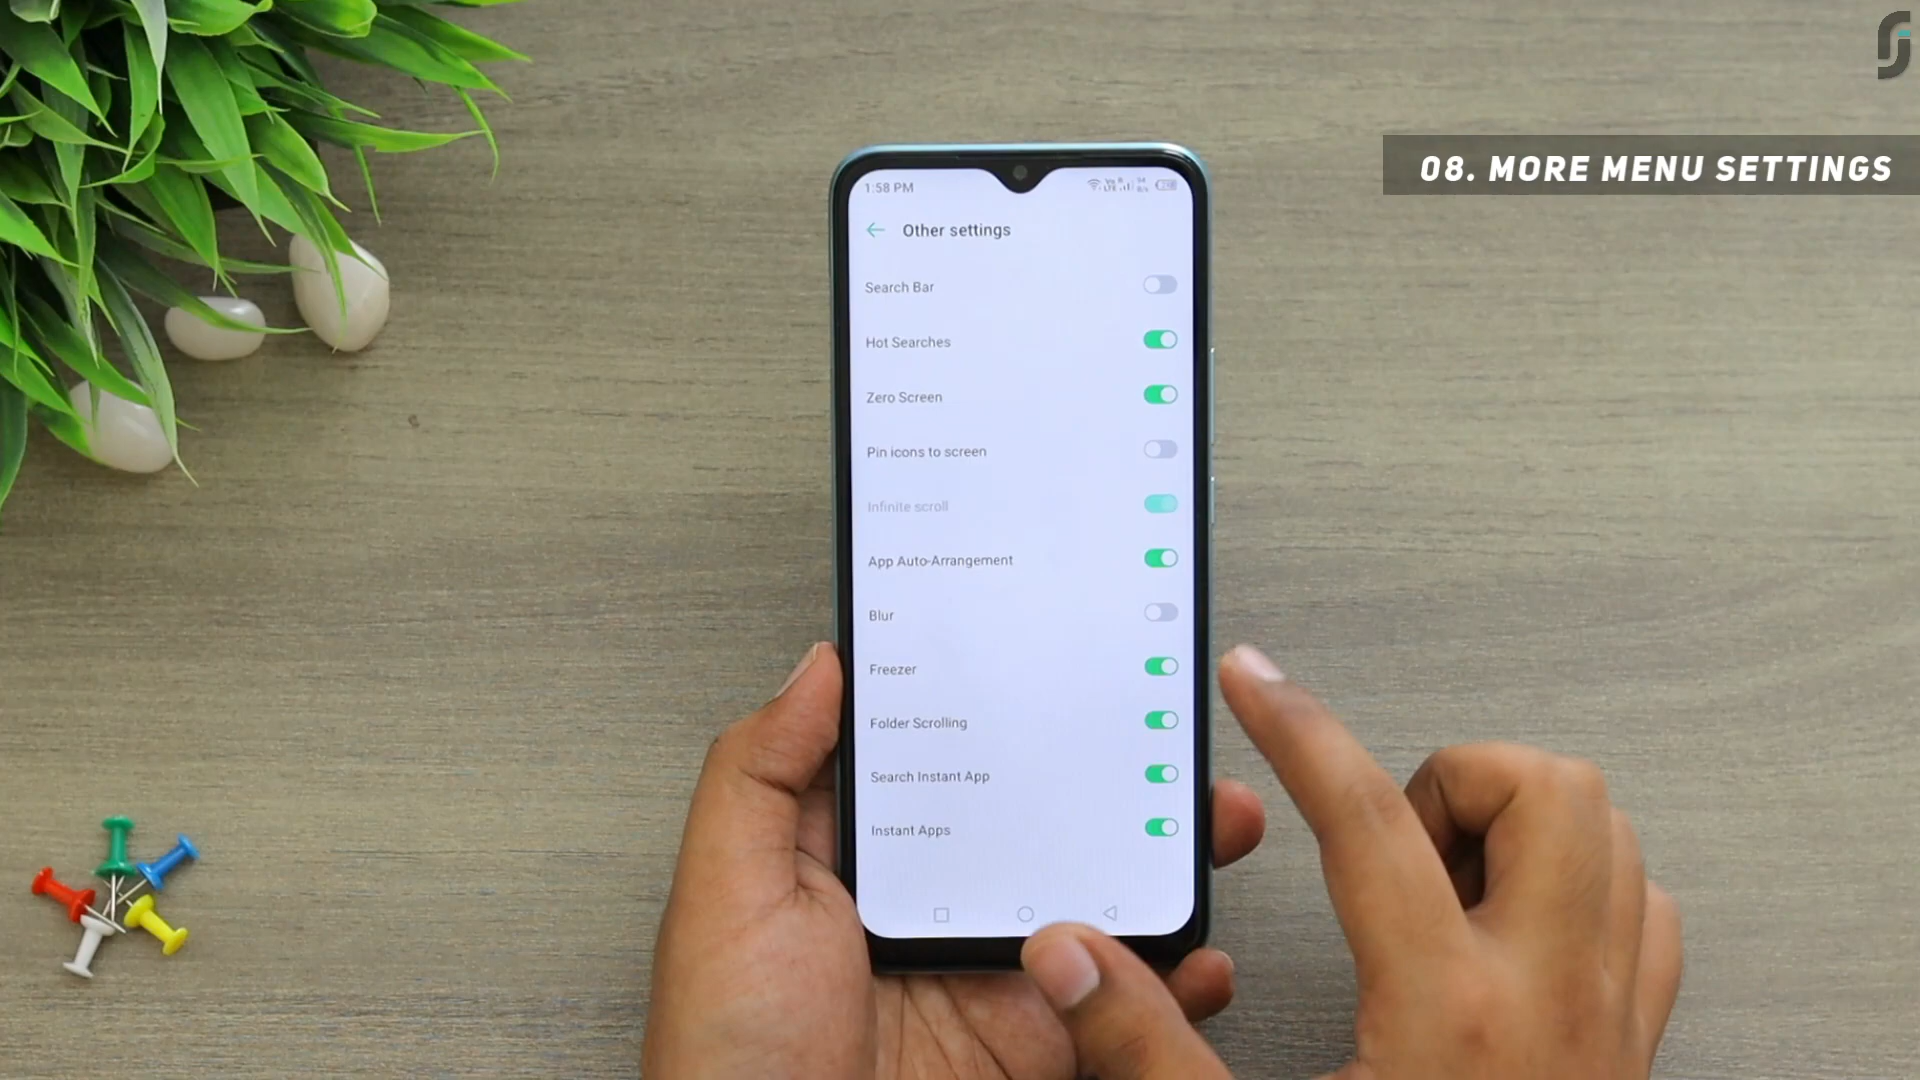 08. MORE MENU SETTINGS
1:58 PM
Other settings
Search Bar
Hot Searches
Zero Screen
Pin icons to screen
Infinite scroll
App Auto-Arrangement
Blur
Freezer
Folder Scrolling
Search Instant App
Instant Apps